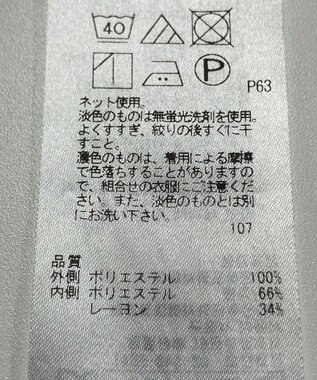 40
P
P63
ネット使用。
淡色のものは無蛍光洗剤を使用。
よくすすぎ、絞りの後すぐに干
すこと。
濃色のものは、着用による摩擦
で色落ちすることがありますの
で、組合せの衣服にご注意くだ
さい。また、淡色のものとは別
にお洗い下さい。
107
品質
外側 ポリエステル 100%
内側 ポリエステル 66%
レーヨン 34%